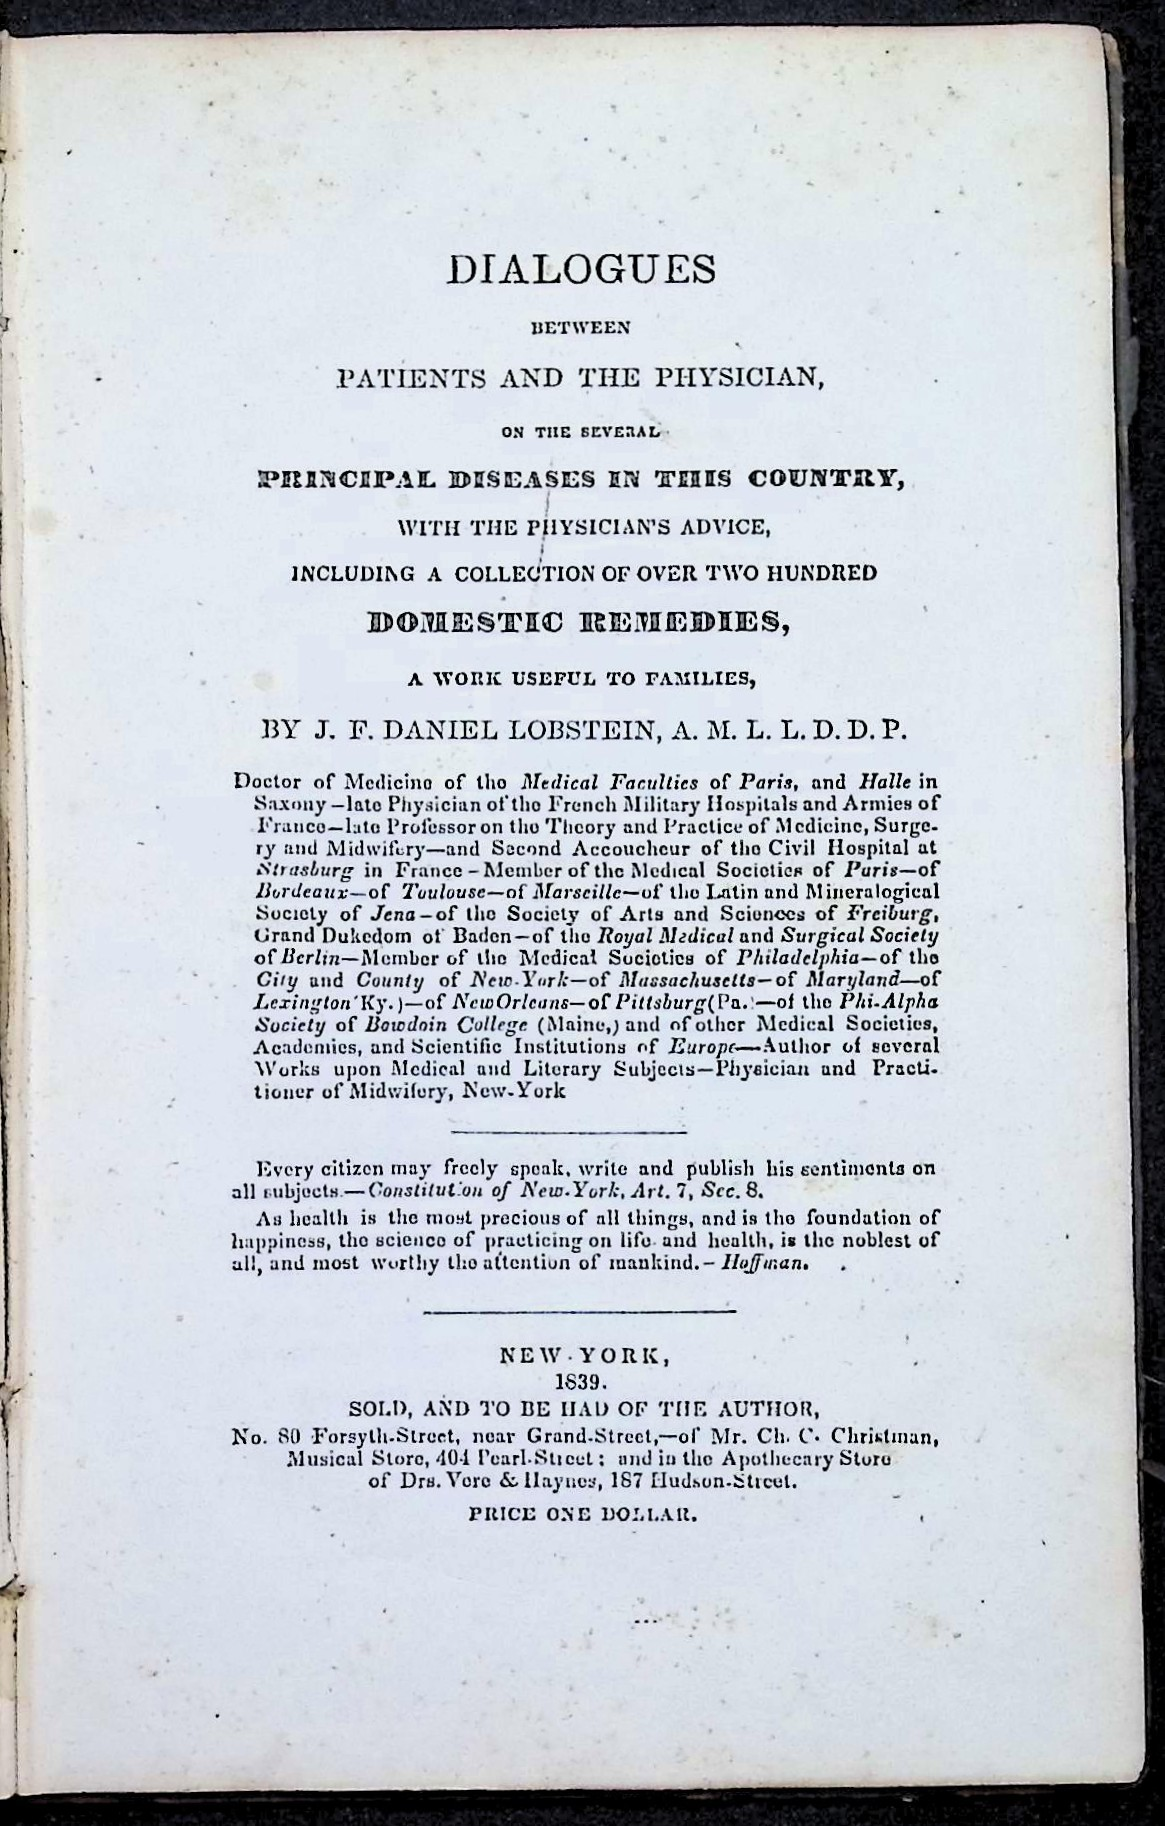 DIALOGUES
BETWEEN
PATIENTS AND THE PHYSICIAN,
ON THE SEVERAL
PRINCIPAL DISEASES IN THIS COUNTRY,
WITH THE PHYSICIAN'S ADVICE,
INCLUDING A COLLECTION OF OVER TWO HUNDRED
DOMESTIC REMEDIES,
A WORK USEFUL TO FAMILIES,
BY J. F. DANIEL LOBSTEIN, A. M. L. L. D. D. P.
Doctor of Medicine of the Medical Faculties of Paris, and Halle in
Saxony—late Physician of the French Military Hospitals and Armies of
France—late Professor on the Theory and Practice of Medicine, Surge-
ry and Midwifery—and Second Accoucheur of the Civil Hospital at
Strasburg in France—Member of the Medical Societies of Paris—of
Bordeaux—of Toulouse—of Marseille—of the Latin and Mineralogical
Society of Jena—of the Society of Arts and Sciences of Freiburg,
Grand Dukedom of Baden—of the Royal Medical and Surgical Society
of Berlin—Member of the Medical Societies of Philadelphia—of the
City and County of New-York—of Massachusetts—of Maryland—of
Lexington (Ky.)—of New Orleans—of Pittsburg (Pa.)—of the Phi-Alpha
Society of Bowdoin College (Maine,) and of other Medical Societies,
Academies, and Scientific Institutions of Europe—Author of several
Works upon Medical and Literary Subjects—Physician and Practi-
tioner of Midwifery, New-York
Every citizen may freely speak, write and publish his sentiments on
all subjects.—Constitution of New-York, Art. 7, Sec. 8.
As health is the most precious of all things, and is the foundation of
happiness, the science of practicing on life and health, is the noblest of
all, and most worthy the attention of mankind.—Hoffman.
NEW-YORK,
1839.
SOLD, AND TO BE HAD OF THE AUTHOR,
No. 80 Forsyth-Street, near Grand-Street,—of Mr. Ch. C. Christman,
Musical Store, 404 Pearl-Street; and in the Apothecary Store
of Drs. Vere & Haynes, 187 Hudson-Street.
PRICE ONE DOLLAR.